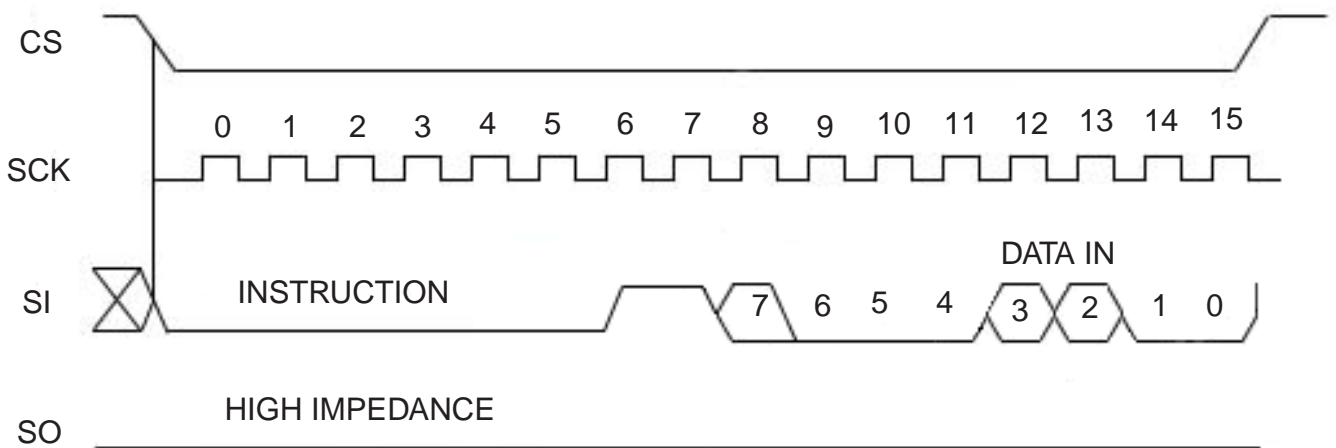 CS
0 1 2 3 4 5 6 7 8 9 10 11 12 13 14 15
SCK
DATA IN
SI INSTRUCTION 7 6 5 4 3 2 1 0
HIGH IMPEDANCE
SO